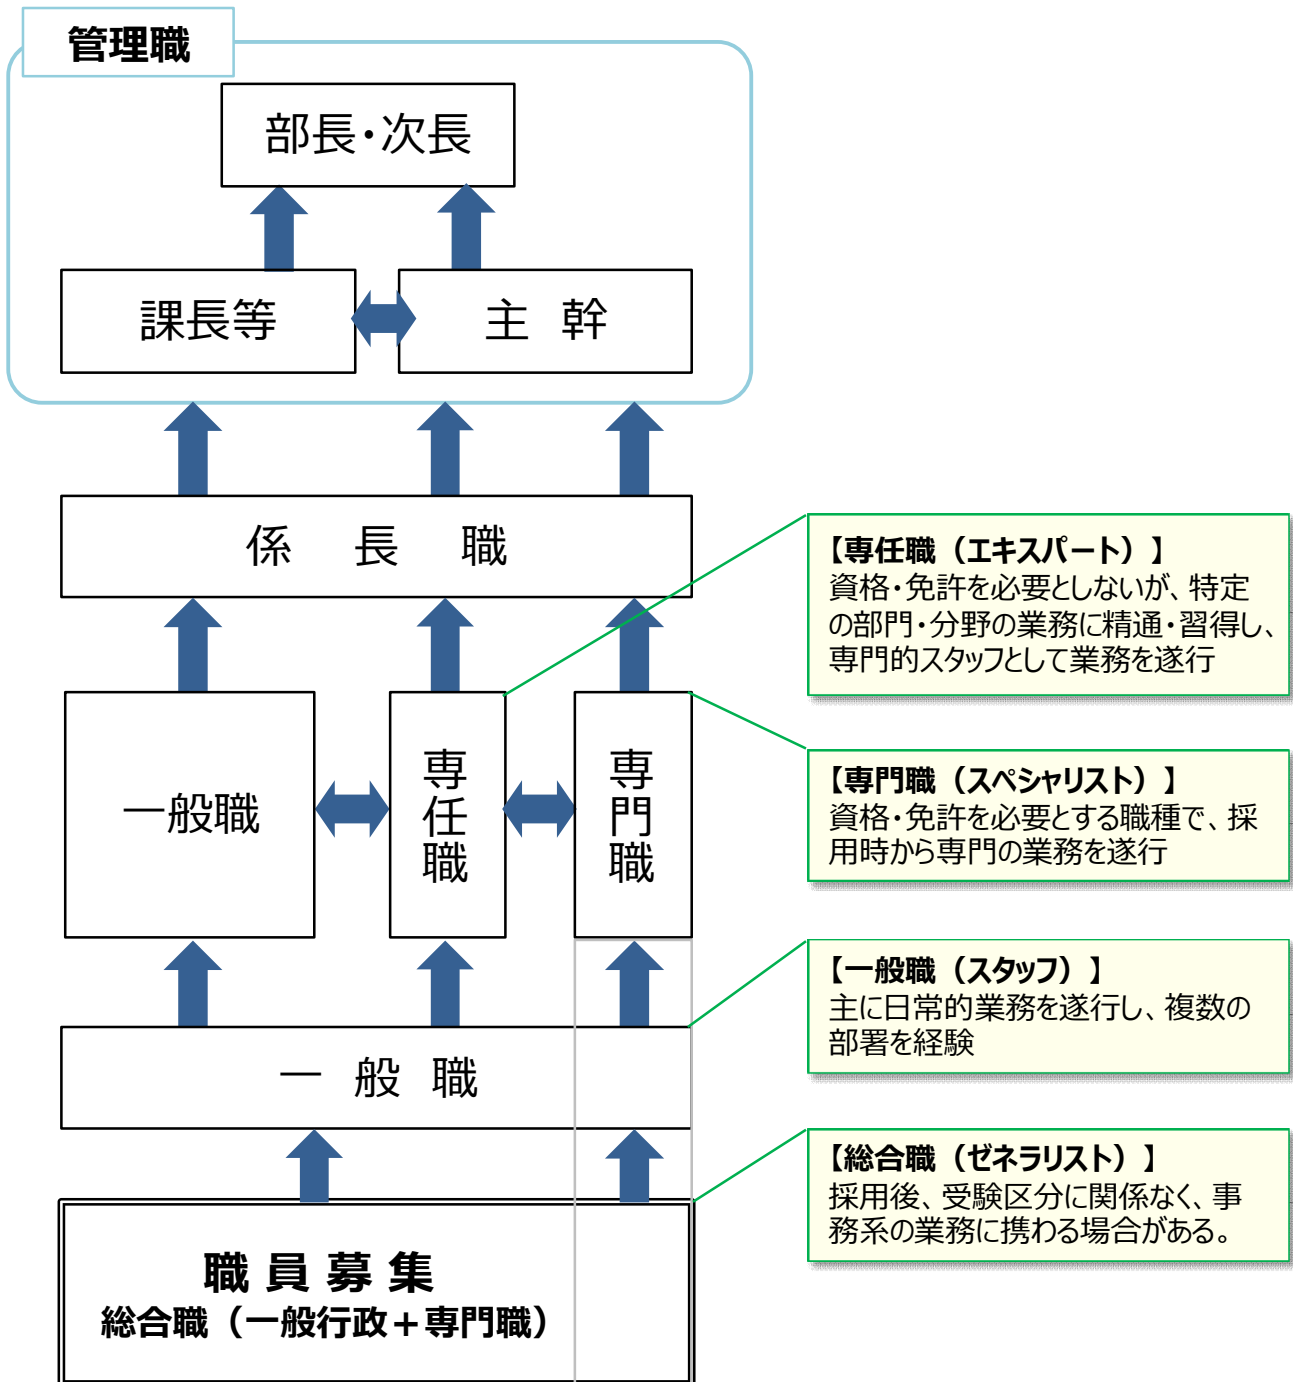 管理職
部長・次長
課長等
主 幹
係 長 職
【専任職（エキスパート）】
資格・免許を必要としないが、特定
の部門・分野の業務に精通・習得し、
専門的スタッフとして業務を遂行
一般職
専任職
専門職
【専門職（スペシャリスト）】
資格・免許を必要とする職種で、採
用時から専門の業務を遂行
【一般職（スタッフ）】
主に日常的業務を遂行し、複数の
部署を経験
一 般 職
【総合職（ゼネラリスト）】
採用後、受験区分に関係なく、事
務系の業務に携わる場合がある。
職 員 募 集
総合職（一般行政＋専門職）